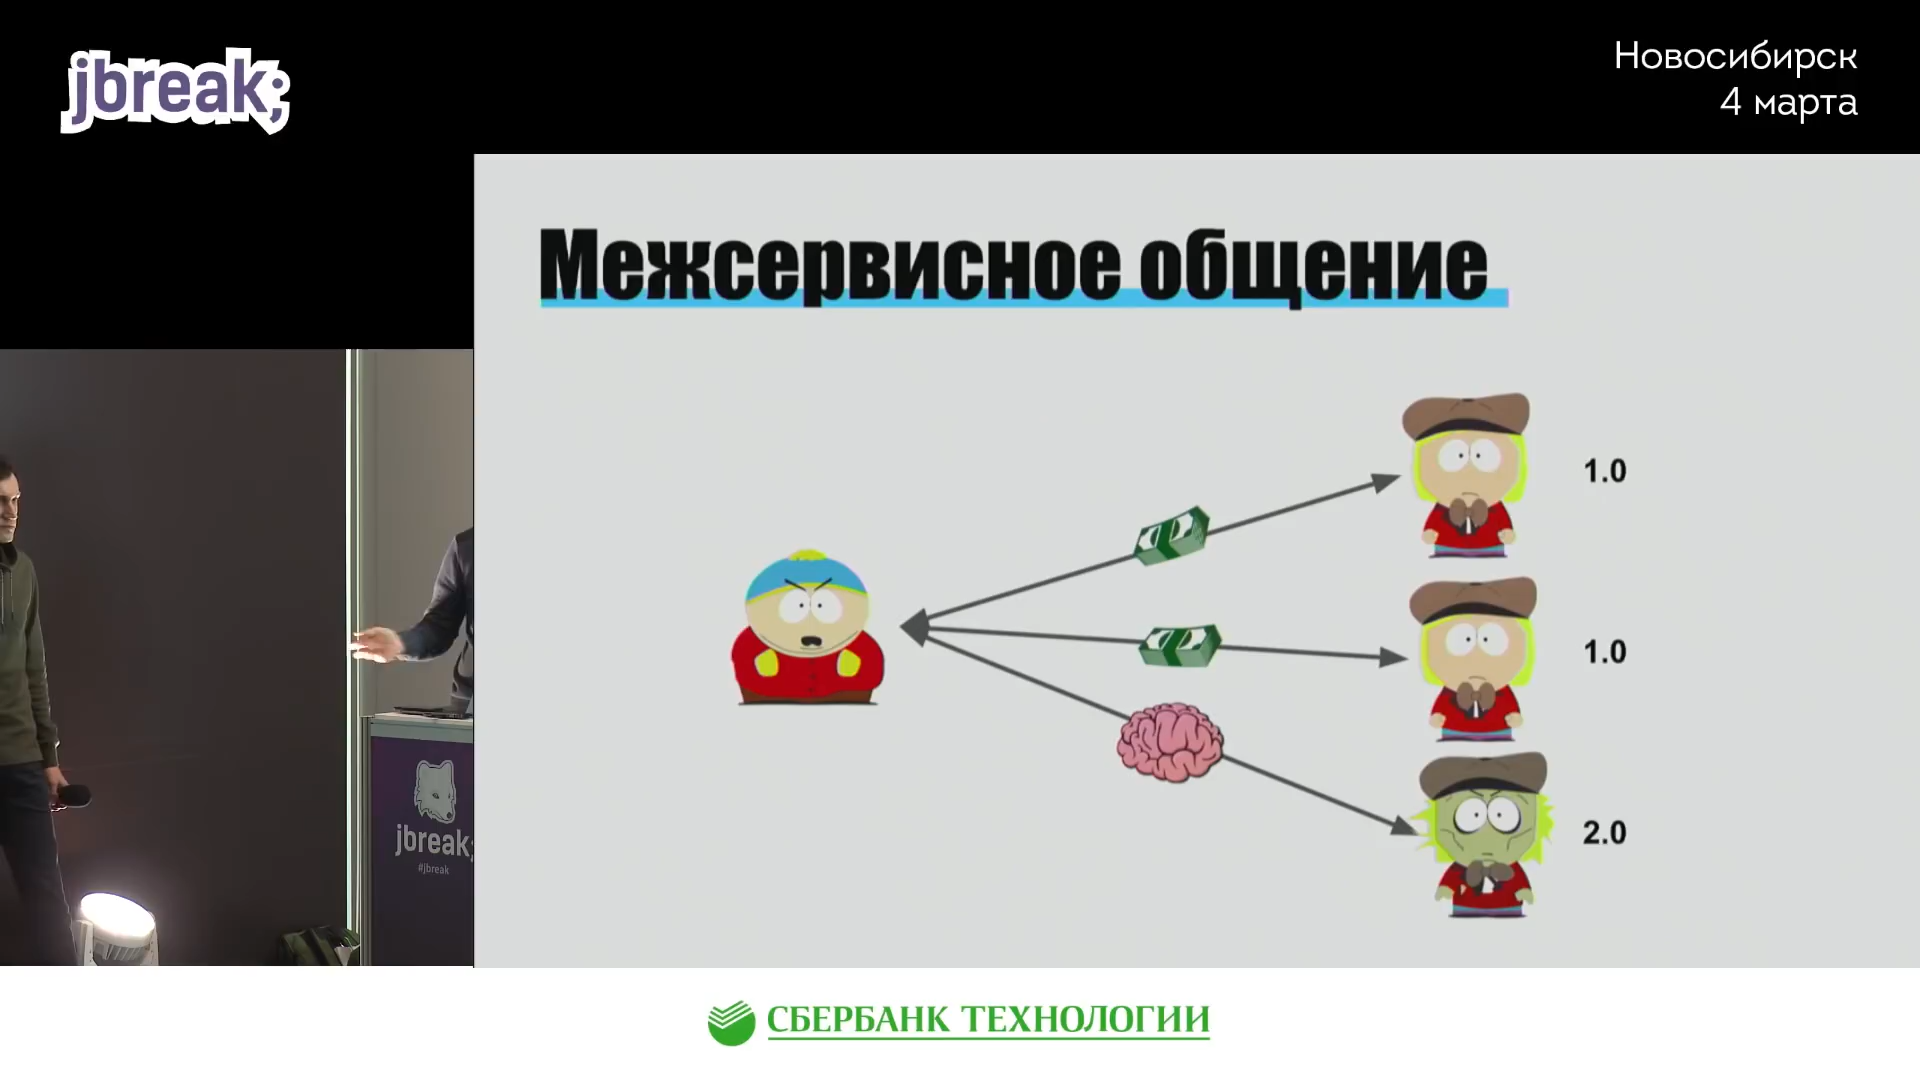 jbreak;
Новосибирск
4 марта
Межсервисное общение
1.0
1.0
2.0
jbreak;
#jbreak
СБЕРБАНК ТЕХНОЛОГИИ